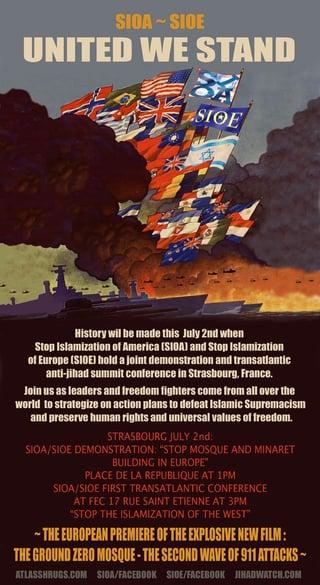 SIOA ~ SIOE
UNITED WE STAND
SIOE
History wil be made this July 2nd when
Stop Islamization of America (SIOA) and Stop Islamization
of Europe (SIOE) hold a joint demonstration and transatlantic
anti-jihad summit conference in Strasbourg, France.
Join us as leaders and freedom fighters come from all over the
world to strategize on action plans to defeat Islamic Supremacism
and preserve human rights and universal values of freedom.
STRASBOURG JULY 2nd:
SIOA/SIOE DEMONSTRATION: "STOP MOSQUE AND MINARET
BUILDING IN EUROPE"
PLACE DE LA REPUBLIQUE AT 1PM
SIOA/SIOE FIRST TRANSATLANTIC CONFERENCE
AT FEC 17 RUE SAINT ETIENNE AT 3PM
"STOP THE ISLAMIZATION OF THE WEST"
~ THE EUROPEAN PREMIERE OF THE EXPLOSIVE NEW FILM :
THE GROUND ZERO MOSQUE - THE SECOND WAVE OF 911 ATTACKS ~
ATLASSHRUGS.COM SIOA/FACEBOOK SIOE/FACEBOOK JIHADWATCH.COM